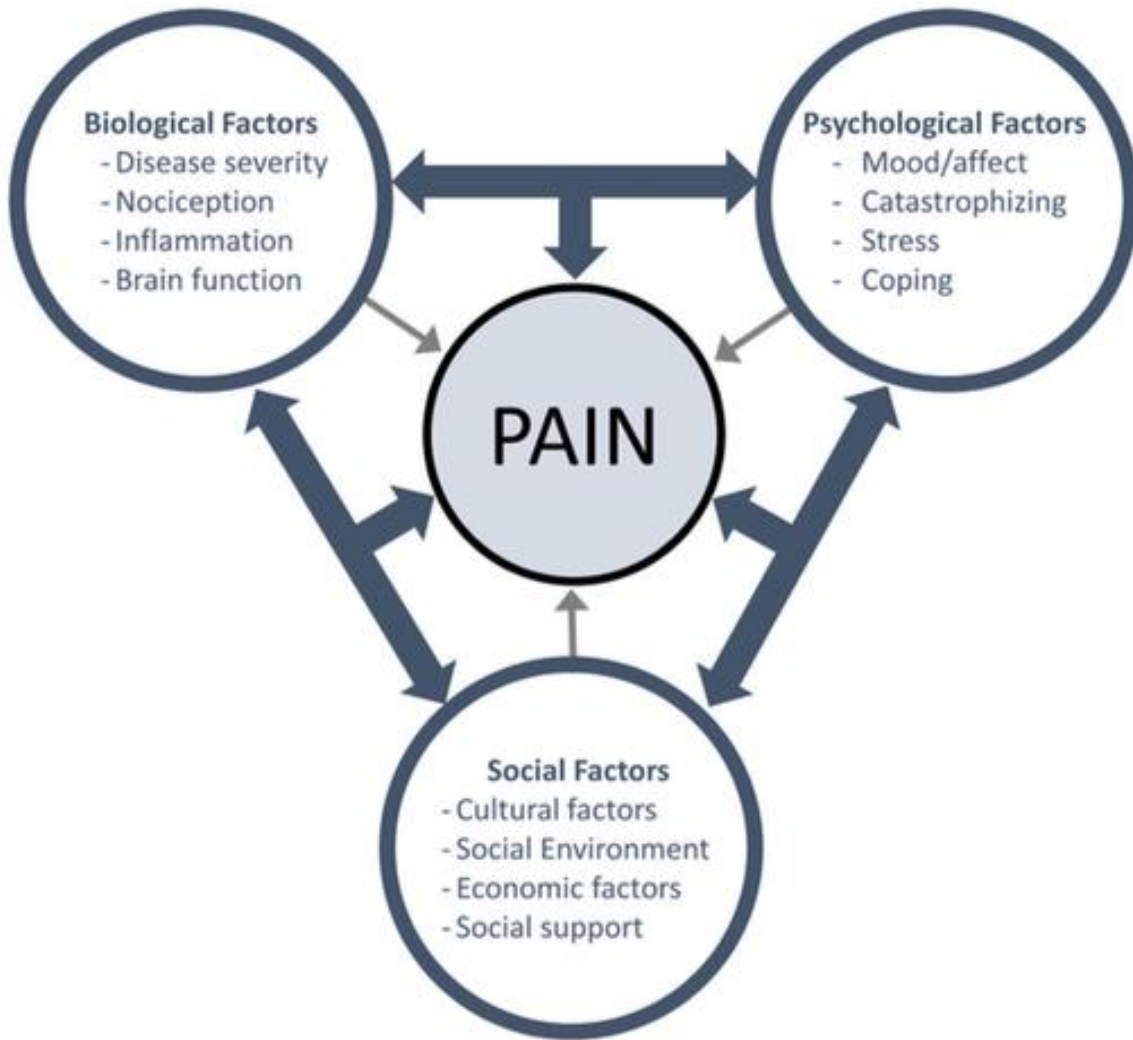 Biological Factors
- Disease severity
- Nociception
- Inflammation
- Brain function
Psychological Factors
- Mood/affect
- Catastrophizing
- Stress
- Coping
PAIN
Social Factors
- Cultural factors
- Social Environment
- Economic factors
- Social support